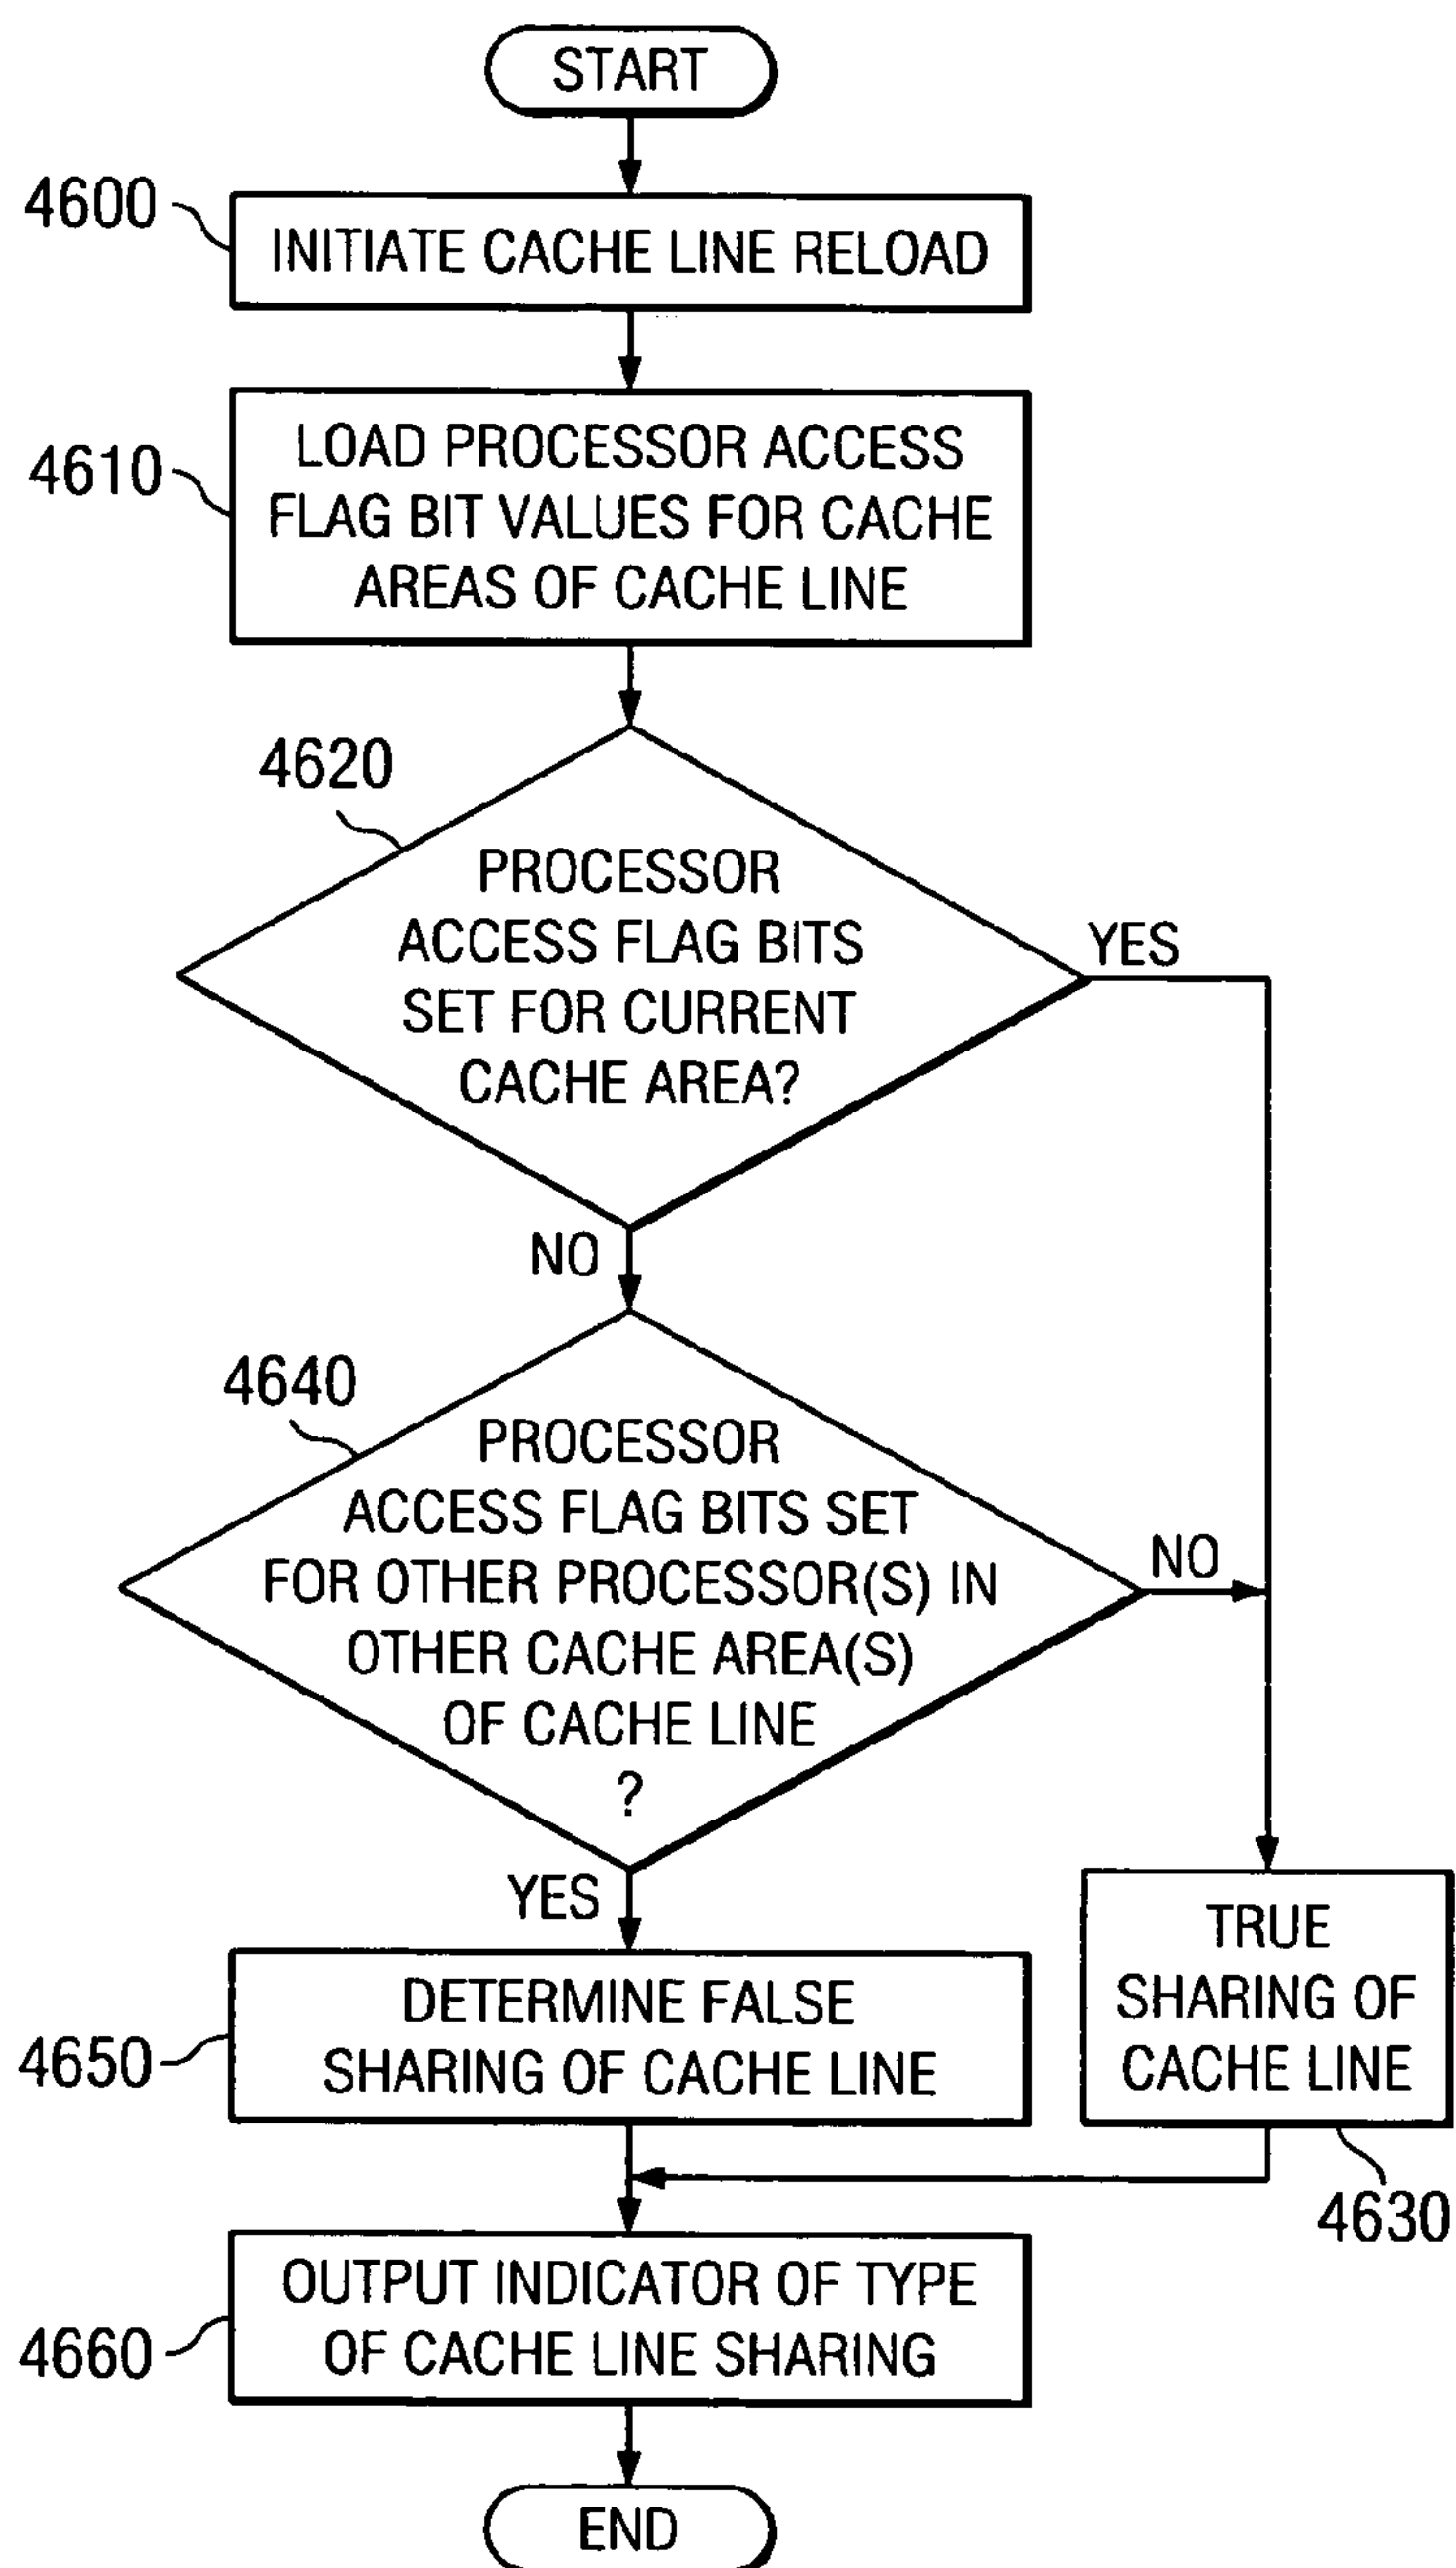 START
4600
INITIATE CACHE LINE RELOAD
4610
LOAD PROCESSOR ACCESS
FLAG BIT VALUES FOR CACHE
AREAS OF CACHE LINE
4620
PROCESSOR
ACCESS FLAG BITS
SET FOR CURRENT
CACHE AREA?
YES
NO
4640
PROCESSOR
ACCESS FLAG BITS SET
FOR OTHER PROCESSOR(S) IN
OTHER CACHE AREA(S)
OF CACHE LINE
?
NO
YES
TRUE
SHARING OF
CACHE LINE
4630
4650
DETERMINE FALSE
SHARING OF CACHE LINE
4660
OUTPUT INDICATOR OF TYPE
OF CACHE LINE SHARING
END